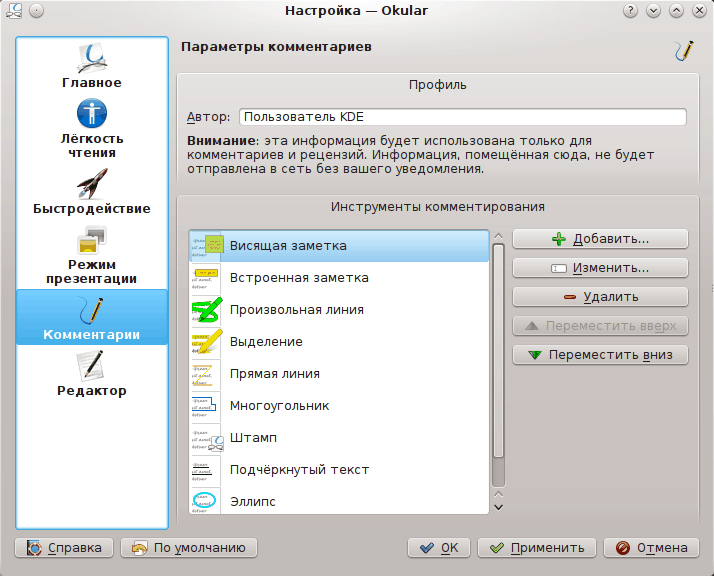 Настройка — Okular
Главное
Лёгкость
чтения
Быстродействие
Режим
презентации
Комментарии
Редактор
Параметры комментариев
Профиль
Автор: Пользователь KDE
Внимание: эта информация будет использована только для
комментариев и рецензий. Информация, помещённая сюда, не будет
отправлена в сеть без вашего уведомления.
Инструменты комментирования
Висящая заметка
Встроенная заметка
Произвольная линия
Выделение
Прямая линия
Многоугольник
Штамп
Подчёркнутый текст
Эллипс
Добавить...
Изменить...
Удалить
Переместить вверх
Переместить вниз
Справка
По умолчанию
OK
Применить
Отмена